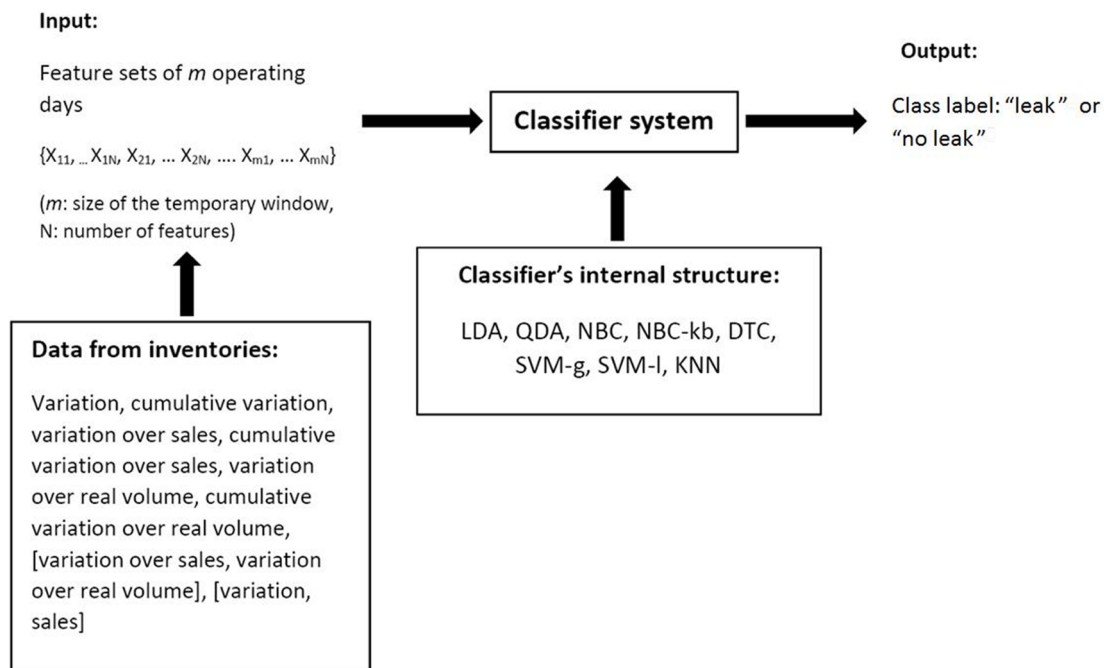 Input:
Feature sets of m operating
days
{X11, ... X1N, X21, ... X2N, .... Xm1, ... XmN}
(m: size of the temporary window,
N: number of features)
Data from inventories:
Variation, cumulative variation,
variation over sales, cumulative
variation over sales, variation
over real volume, cumulative
variation over real volume,
[variation over sales, variation
over real volume], [variation,
sales]
Classifier system
Classifier’s internal structure:
LDA, QDA, NBC, NBC-kb, DTC,
SVM-g, SVM-l, KNN
Output:
Class label: “leak” or
“no leak”